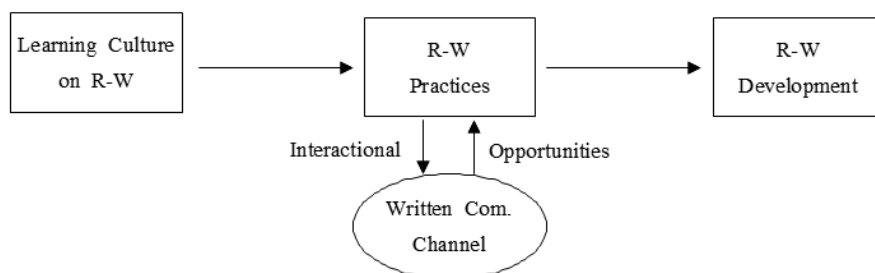 Learning Culture
on R-W
R-W
Practices
R-W
Development
Interactional
Opportunities
Written Com.
Channel